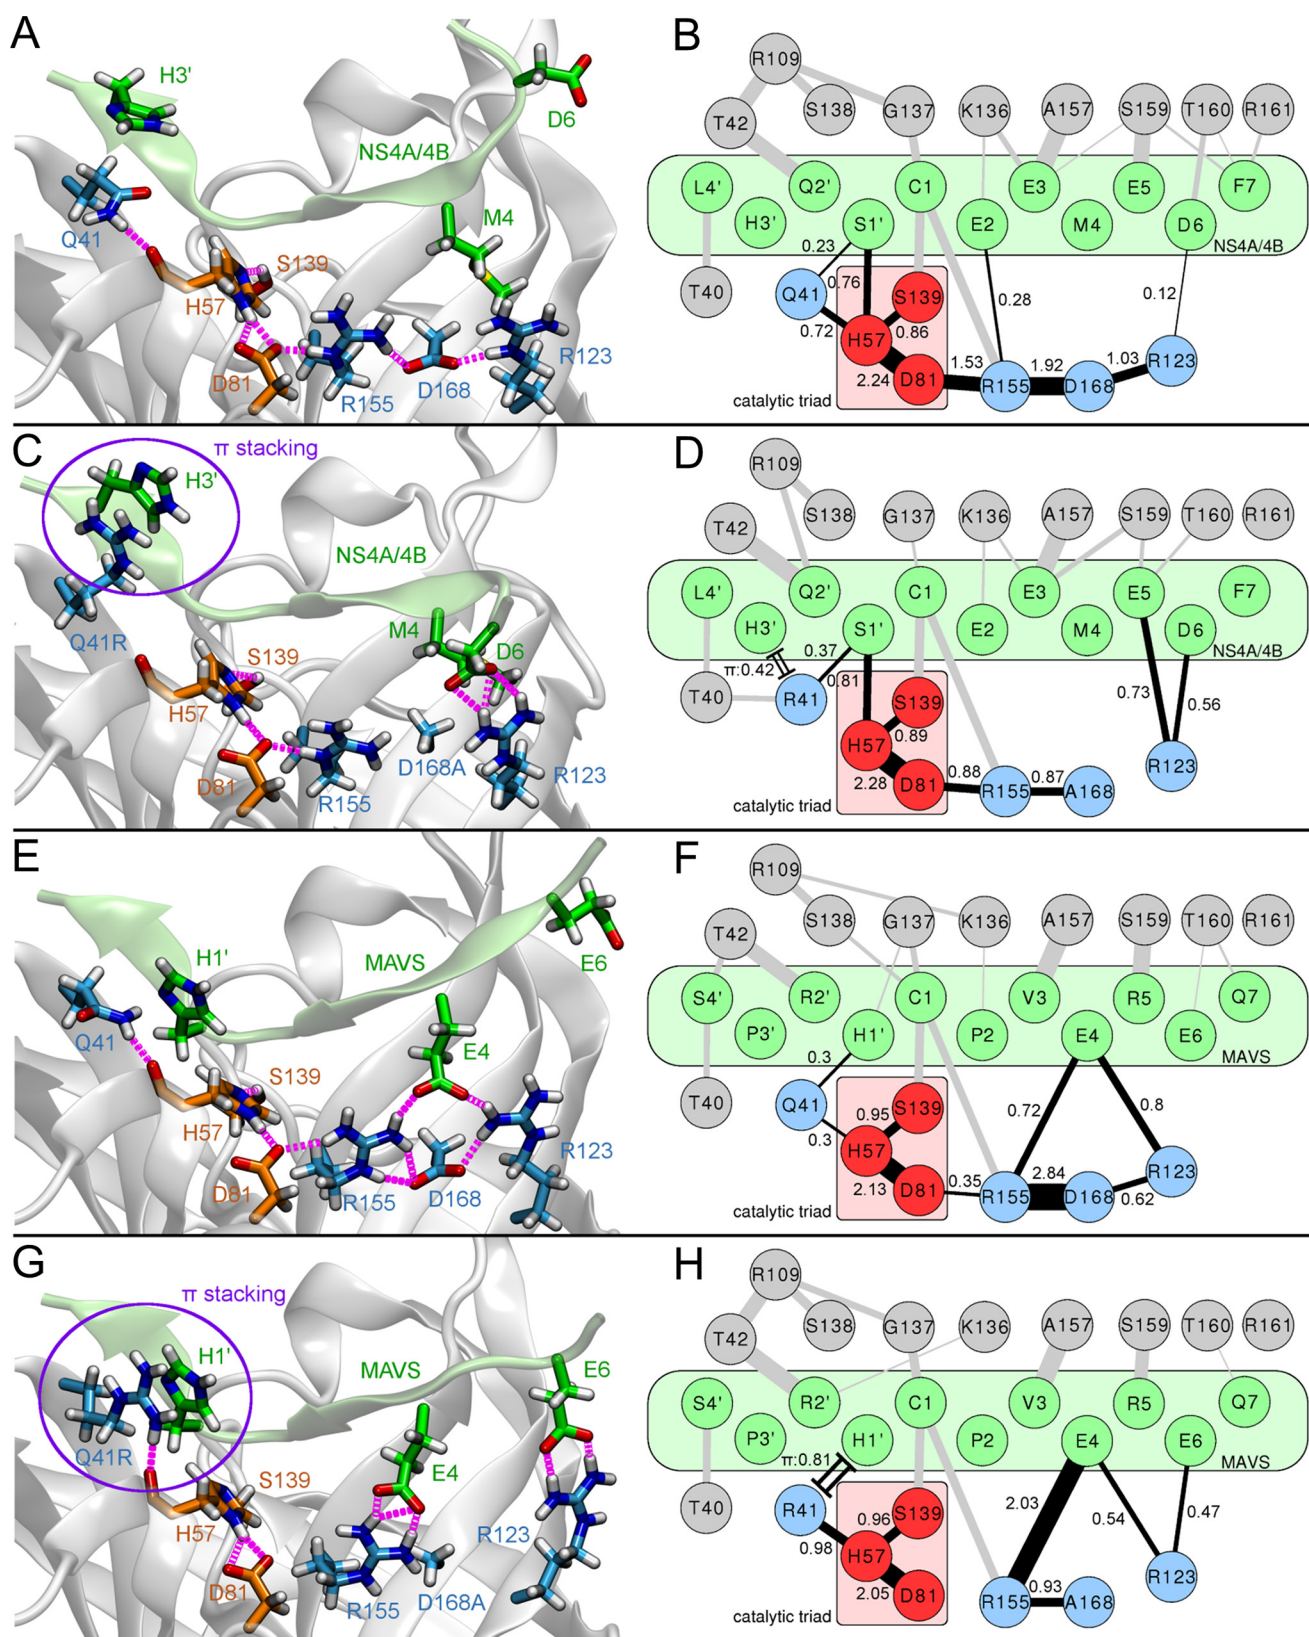 A
H3'
D6
NS4A/4B
Q41
M4
S139
H57
D81
R155
D168
R123
B
R109
S138 G137 K136 A157 S159 T160 R161
T42
L4' Q2' C1 E3 E5 F7
H3' S1' E2 M4 D6
NS4A/4B
0.23
T40 Q41 0.76 S139 0.28 0.12
0.72 H57 0.86
R123
2.24 D81 1.53 R155 1.92 D168 1.03
catalytic triad
C
π stacking
H3'
NS4A/4B
Q41R
M4
D6
S139
H57
D168A
D81
R155
R123
D
R109
S138 G137 K136 A157 S159 T160 R161
T42
L4' Q2' C1 E3 E5 F7
H3' S1' E2 M4 D6
NS4A/4B
π:0.42 0.37
T40 R41 0.81 S139 0.73 0.56
H57 0.89
R123
2.28 D81 0.88 R155 0.87 A168
catalytic triad
E
H1'
MAVS
E6
Q41
E4
S139
H57
D81
R155
D168
R123
F
R109
S138 G137 K136 A157 S159 T160 R161
T42
S4' R2' C1 V3 R5 Q7
P3' H1' P2 E4 E6
MAVS
0.3
T40 Q41 0.95 S139 0.72 0.8
0.3 H57
R123
2.13 D81 0.35 R155 2.84 D168 0.62
catalytic triad
G
π stacking
H1'
MAVS
E6
Q41R
E4
S139
H57
R123
D81
R155
D168A
H
R109
S138 G137 K136 A157 S159 T160 R161
T42
S4' R2' C1 V3 R5 Q7
P3' H1' P2 E4 E6
MAVS
π:0.81
T40 R41 0.96 S139 2.03 0.54 0.47
0.98 H57
R123
2.05 D81 R155 0.93 A168
catalytic triad